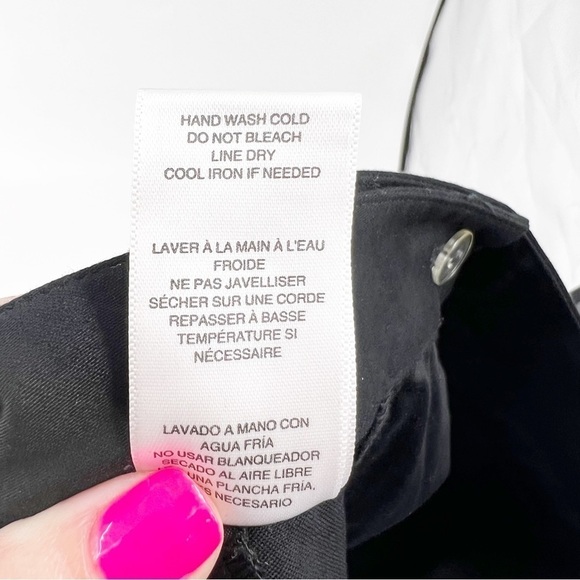 HAND WASH COLD
DO NOT BLEACH
LINE DRY
COOL IRON IF NEEDED
LAVER À LA MAIN À L'EAU
FROIDE
NE PAS JAVELLISER
SÉCHER SUR UNE CORDE
REPASSER À BASSE
TEMPÉRATURE SI
NÉCESSAIRE
LAVADO A MANO CON
AGUA FRÍA
NO USAR BLANQUEADOR
SECADO AL AIRE LIBRE
UNA PLANCHA FRÍA,
NECESARIO